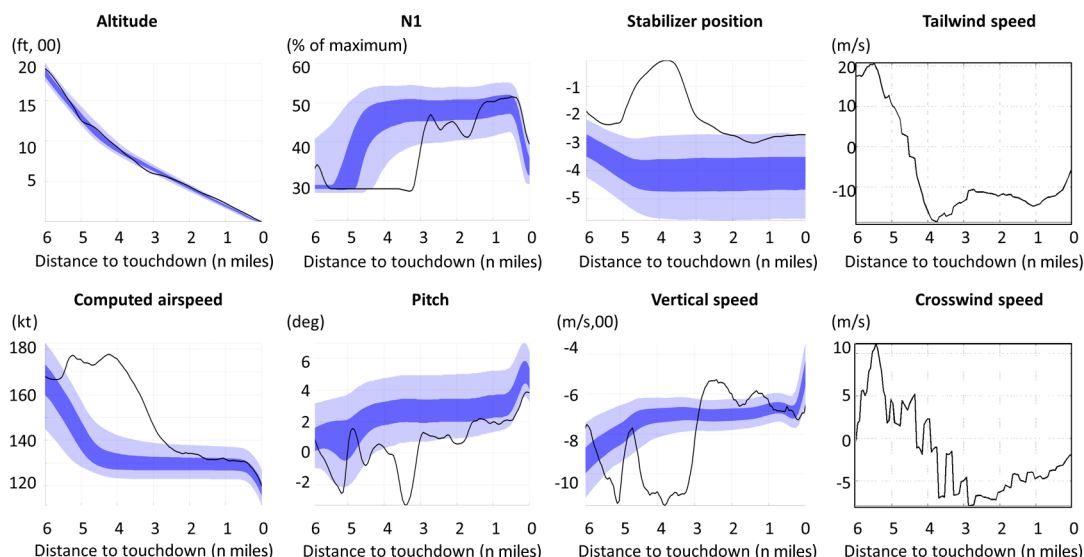 Altitude
(ft, 00)
20
15
10
5
6 5 4 3 2 1 0
Distance to touchdown (n miles)
N1
(% of maximum)
60
50
40
30
6 5 4 3 2 1 0
Distance to touchdown (n miles)
Stabilizer position
-1
-2
-3
-4
-5
6 5 4 3 2 1 0
Distance to touchdown (n miles)
Tailwind speed
(m/s)
20
10
0
-10
6 5 4 3 2 1 0
Distance to touchdown (n miles)
Computed airspeed
(kt)
180
160
140
120
6 5 4 3 2 1 0
Distance to touchdown (n miles)
Pitch
(deg)
6
4
2
0
-2
6 5 4 3 2 1 0
Distance to touchdown (n miles)
Vertical speed
(m/s,00)
-4
-6
-8
-10
6 5 4 3 2 1 0
Distance to touchdown (n miles)
Crosswind speed
(m/s)
10
5
0
-5
6 5 4 3 2 1 0
Distance to touchdown (n miles)